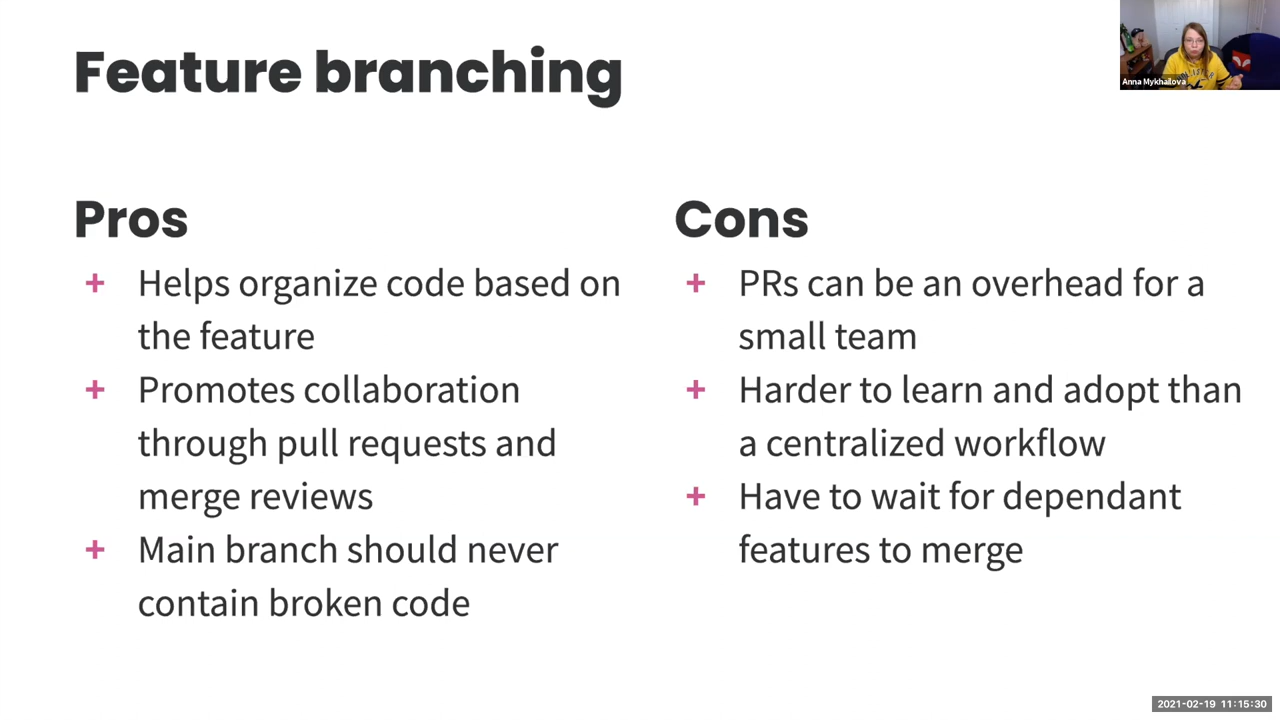 Feature branching
Anna Mykhailova
Pros
+ Helps organize code based on
the feature
+ Promotes collaboration
through pull requests and
merge reviews
+ Main branch should never
contain broken code
Cons
+ PRs can be an overhead for a
small team
+ Harder to learn and adopt than
a centralized workflow
+ Have to wait for dependant
features to merge
2021-02-19 11:15:30